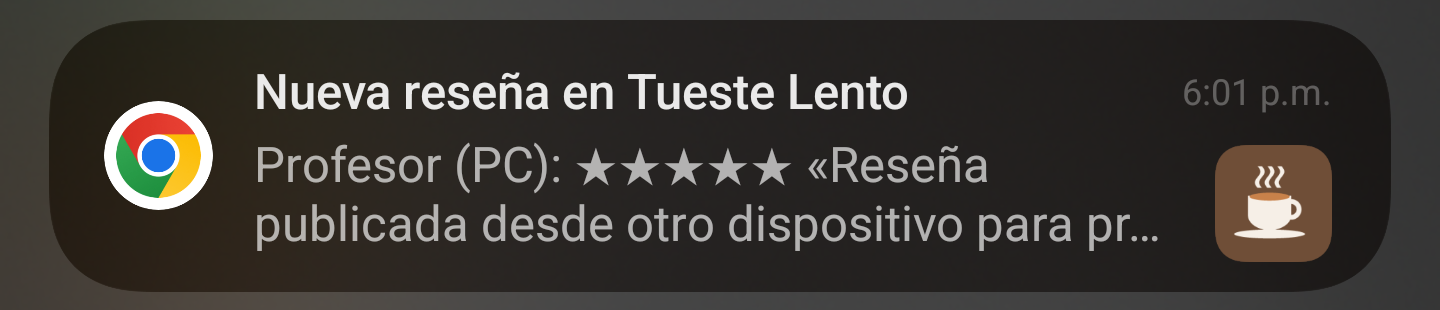 Nueva reseña en Tueste Lento
6:01 p.m.
Profesor (PC): ★★★★★ «Reseña
publicada desde otro dispositivo para pr...